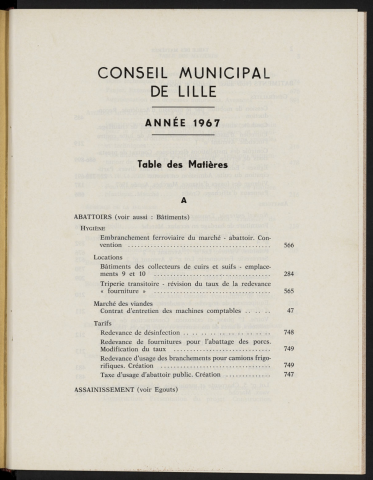 CONSEIL MUNICIPAL
DE LILLE
ANNÉE 1967
Table des Matières
A
ABATTOIRS (voir aussi : Bâtiments)
HYGIÈNE
Embranchement ferroviaire du marché - abattoir. Con-
vention .......... 566
Locations
Bâtiments des collecteurs de cuirs et suifs - emplace-
ments 9 et 10 .......... 284
Triperie transitoire - révision du taux de la redevance
« fourniture » .......... 565
Marché des viandes
Contrat d'entretien des machines comptables .......... 47
Tarifs
Redevance de désinfection .......... 748
Redevance de fournitures pour l'abattage des porcs.
Modification du taux .......... 749
Redevance d'usage des branchements pour camions frigo-
rifiques. Création .......... 749
Taxe d'usage d'abattoir public. Création .......... 747
ASSAINISSEMENT (voir Egouts)